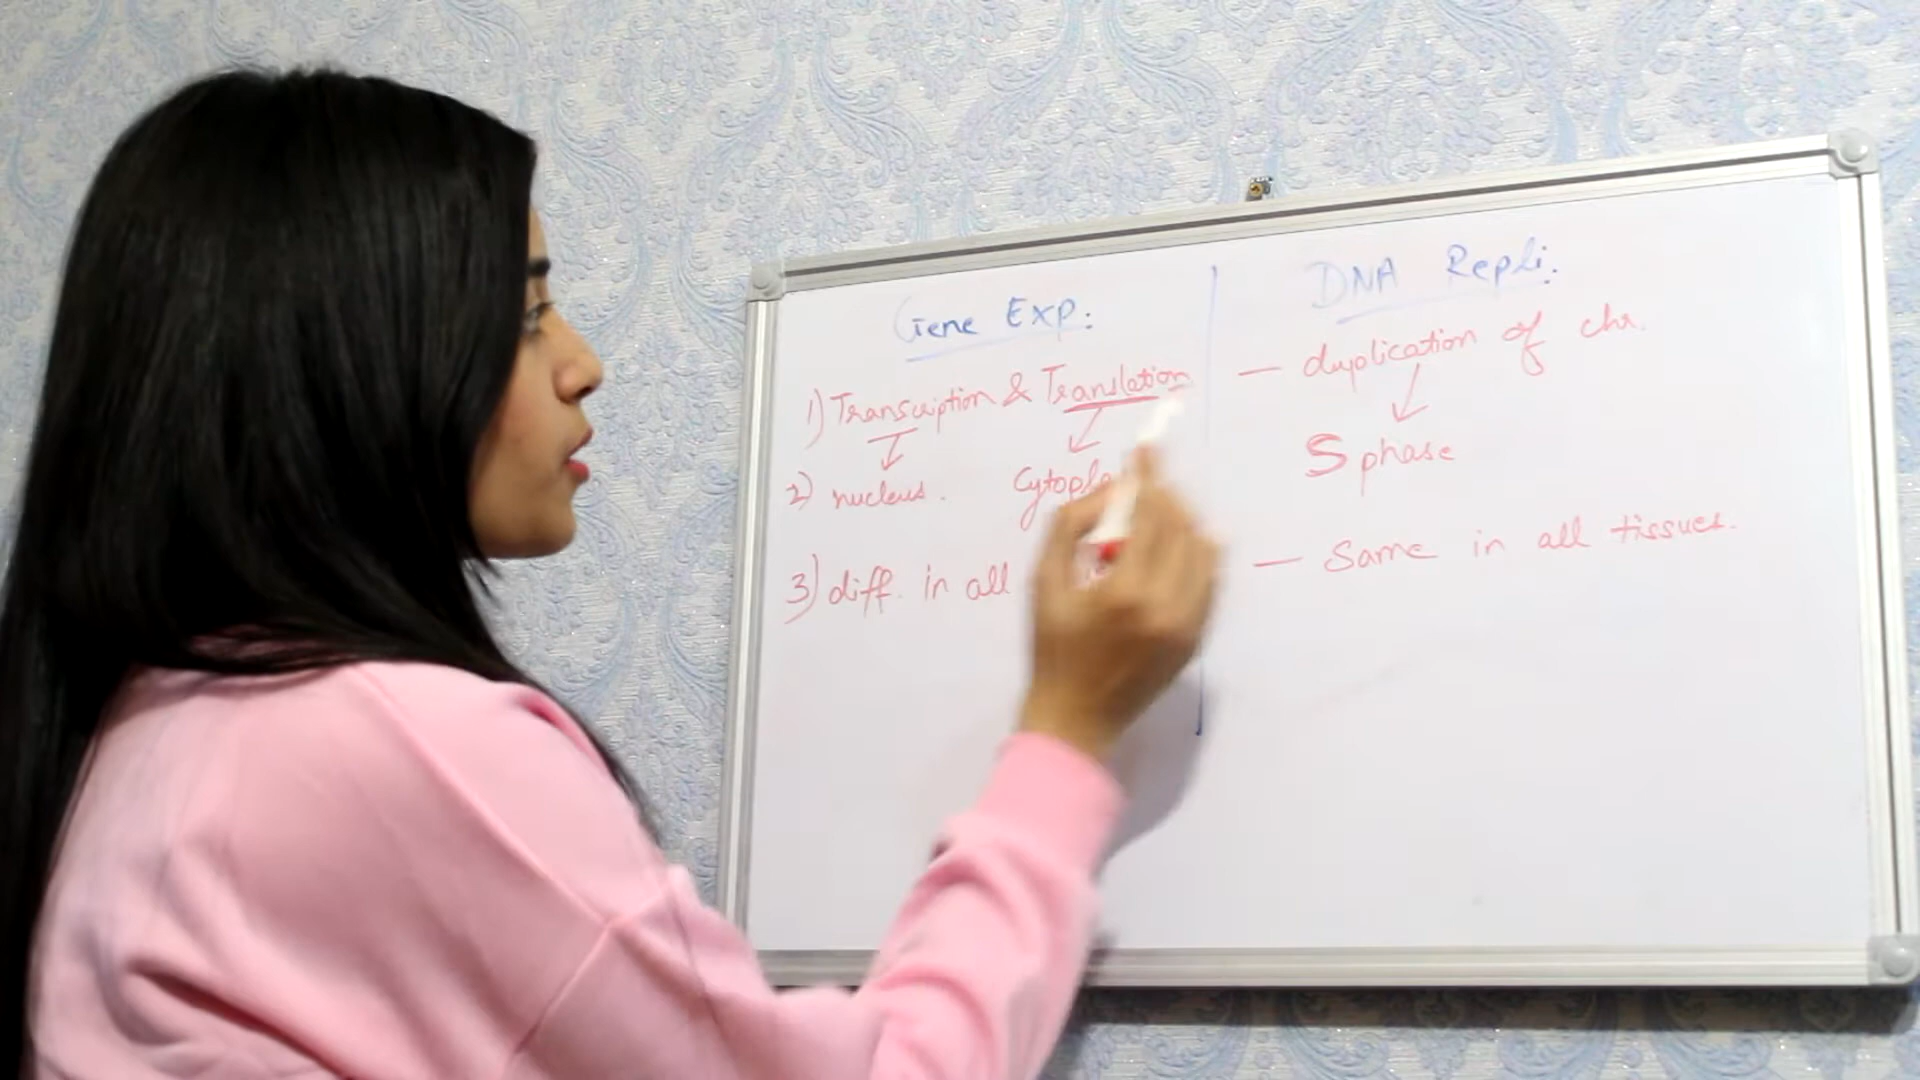 Gene Exp:
1) Transcription & Translation
2) nucleus.
3) diff. in all
DNA Repli:
— duplication of chr.
S phase
— Same in all tissues.